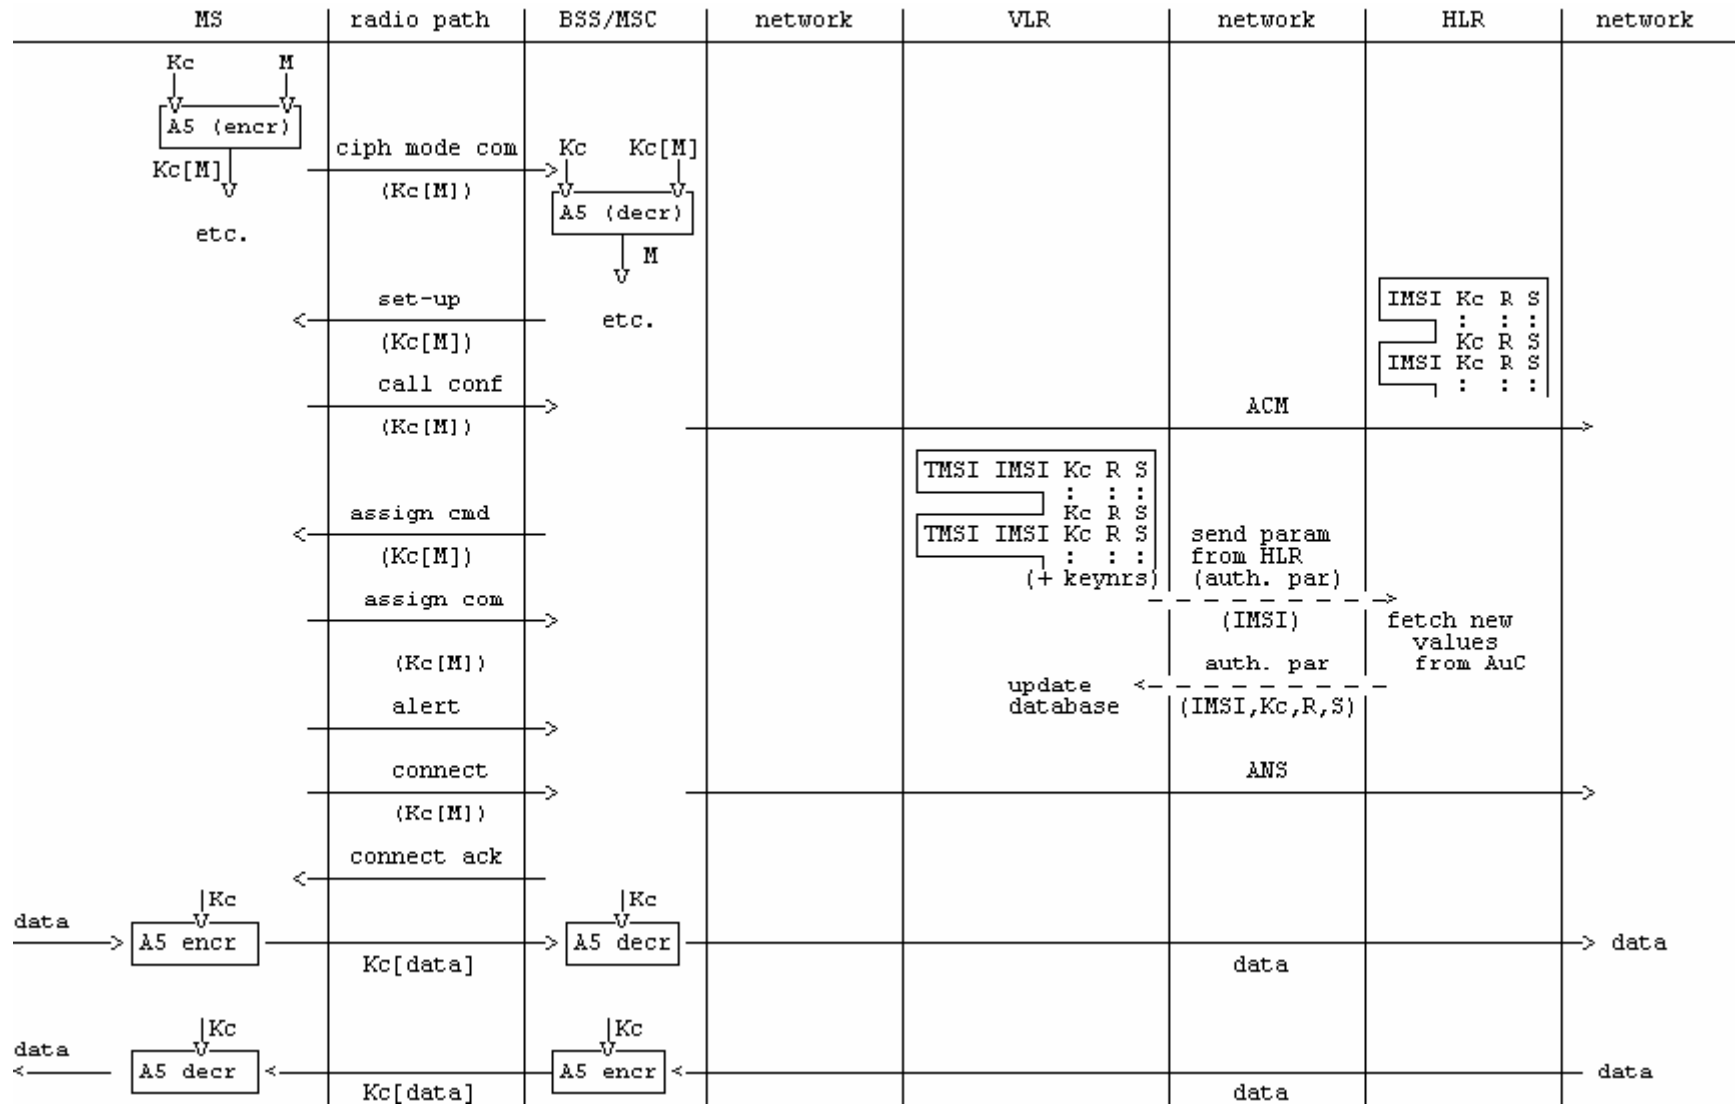 MS radio path BSS/MSC network VLR network HLR network
Kc M
A5 (encr)
ciph mode com Kc Kc[M]
Kc[M] (Kc[M])
A5 (decr)
etc.
M
set-up IMSI Kc R S
etc. : : :
(Kc[M]) Kc R S
IMSI Kc R S
call conf : : :
ACM
(Kc[M])
TMSI IMSI Kc R S
: : :
assign cmd Kc R S
TMSI IMSI Kc R S send param
(Kc[M]) : : : from HLR
(+ keynrs) (auth. par)
assign com
(IMSI) fetch new
values
(Kc[M]) auth. par from AuC
update
alert database (IMSI,Kc,R,S)
connect ANS
(Kc[M])
connect ack
Kc Kc
data
A5 encr A5 decr data
Kc[data] data
Kc Kc
data
A5 decr A5 encr data
Kc[data] data